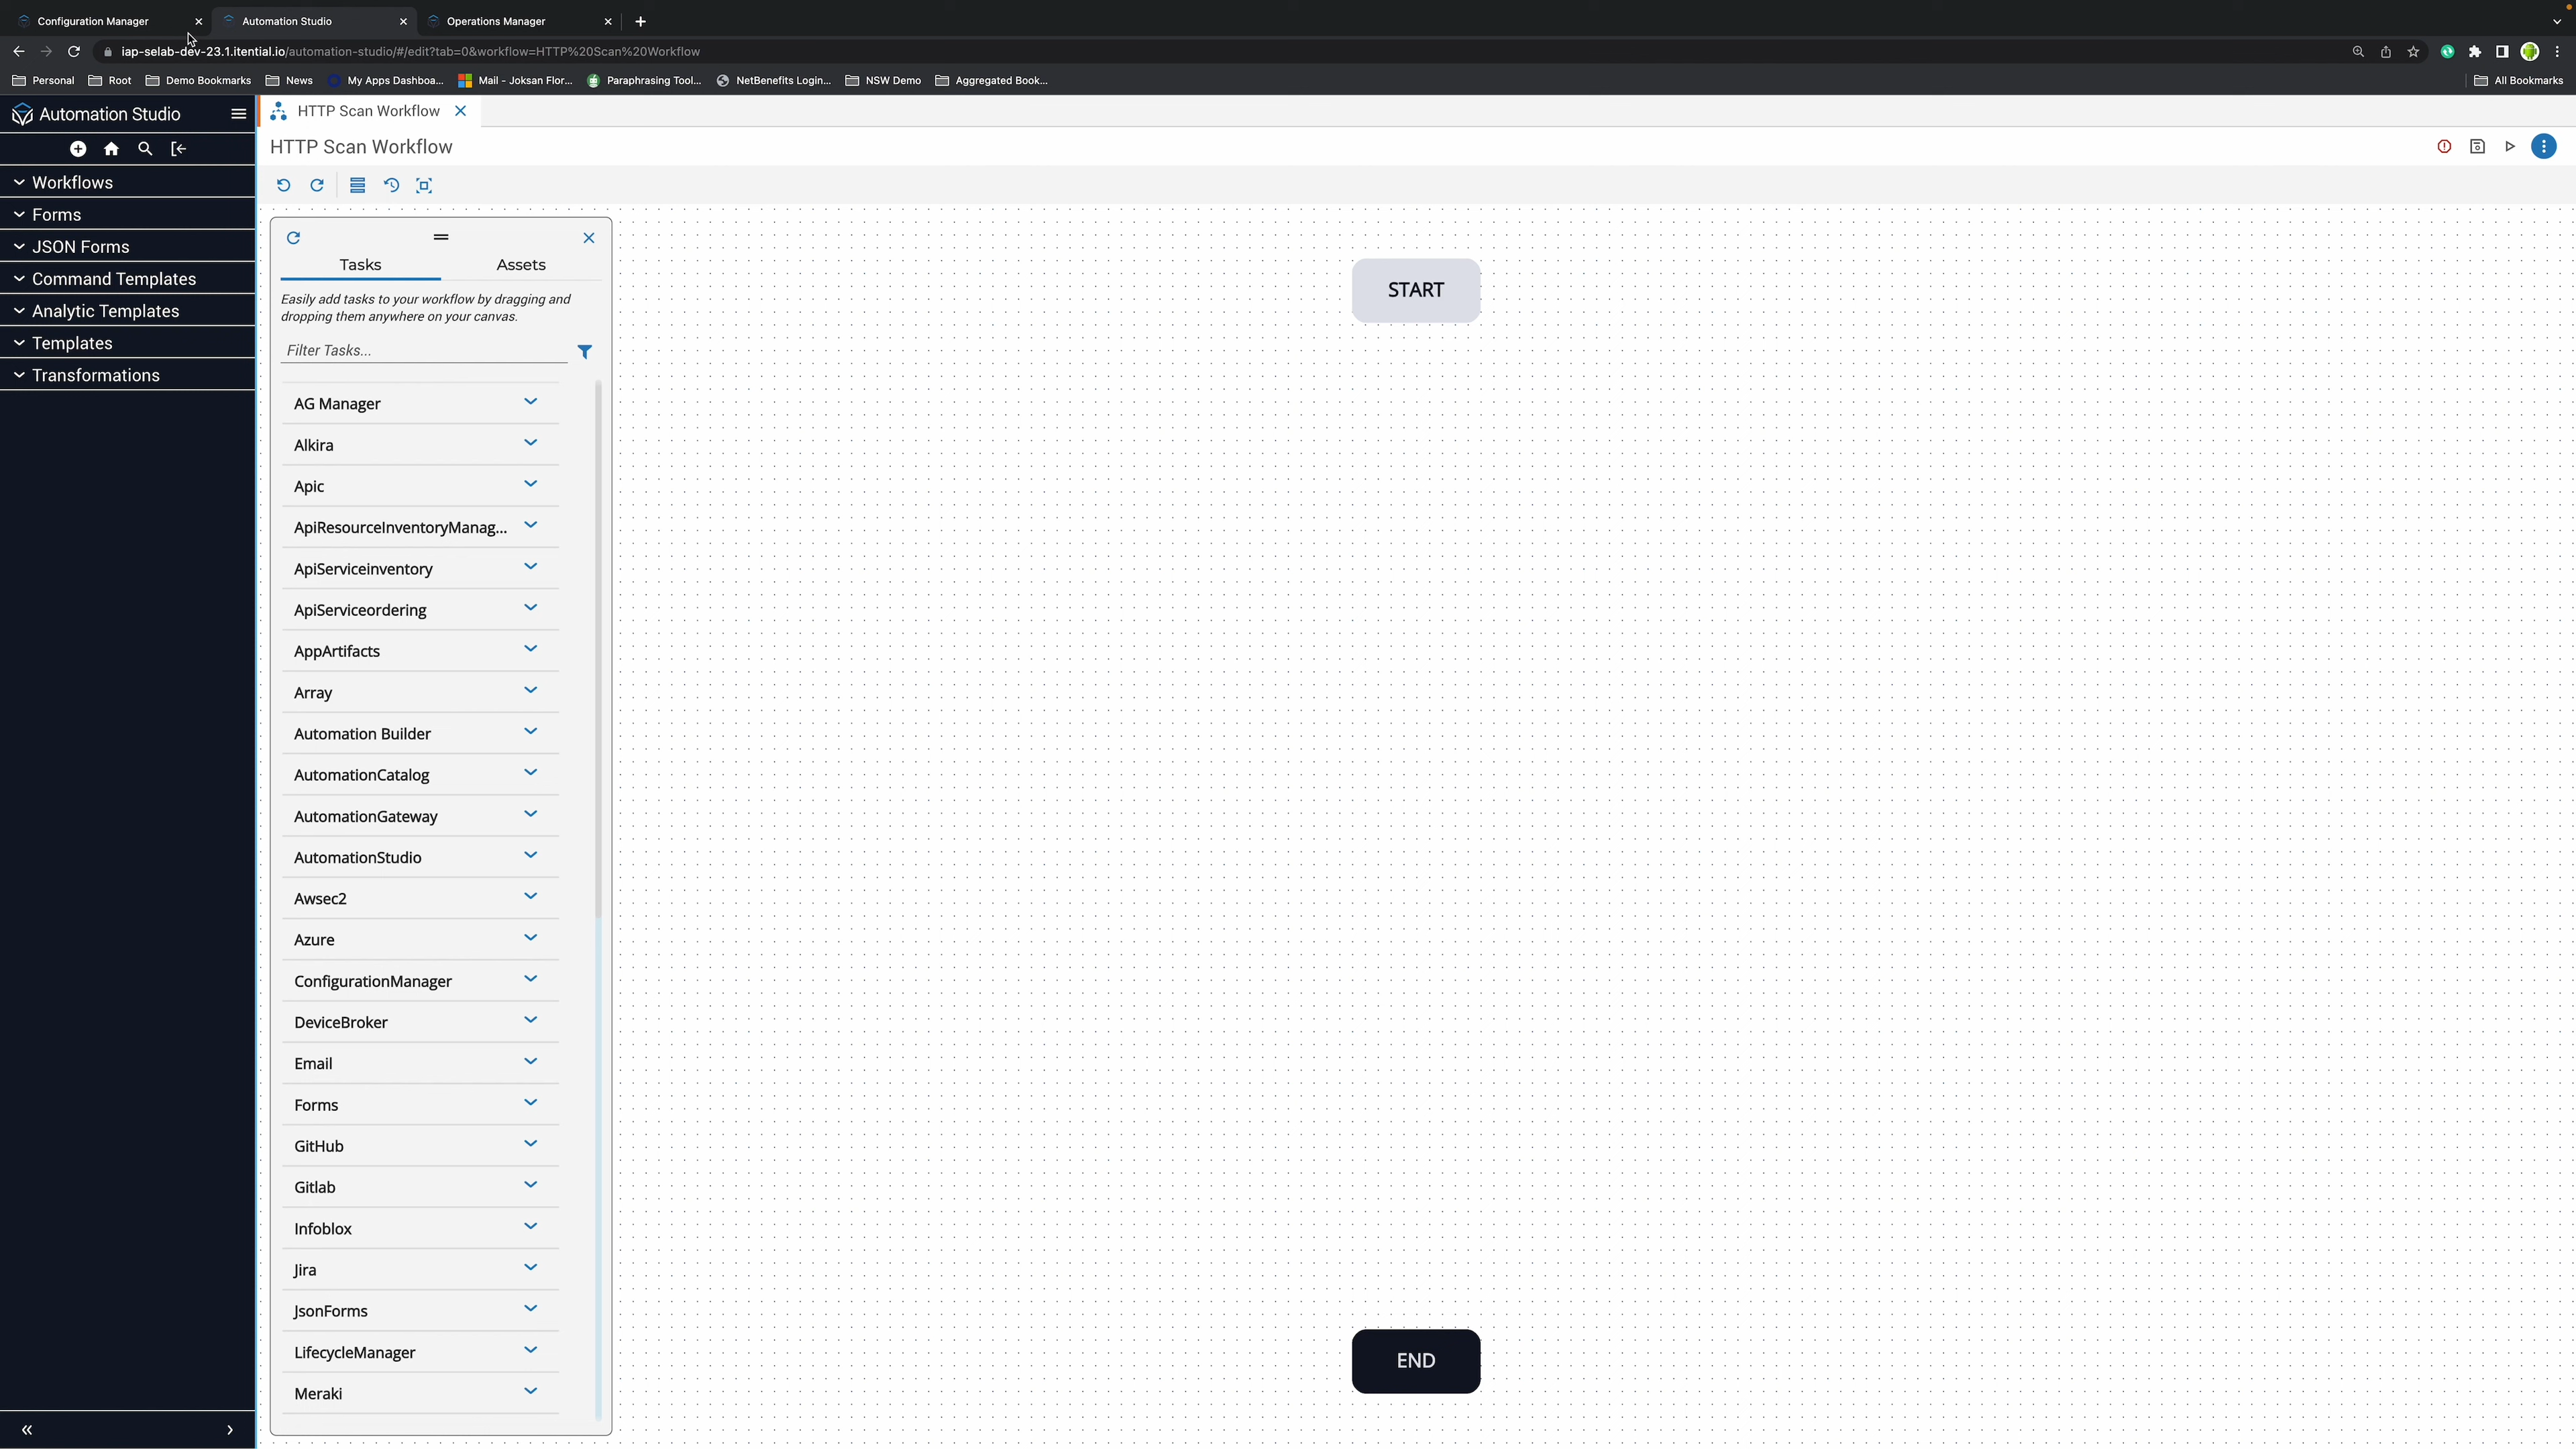 Configuration Manager
Automation Studio
Operations Manager
iap-selab-dev-23.1.itential.io/automation-studio/#/edit?tab=0&workflow=HTTP%20Scan%20Workflow
Personal
Root
Demo Bookmarks
News
My Apps Dashboa...
Mail - Joksan Flor...
Paraphrasing Tool...
NetBenefits Login...
NSW Demo
Aggregated Book...
All Bookmarks
Automation Studio
HTTP Scan Workflow
HTTP Scan Workflow
Workflows
Forms
JSON Forms
Command Templates
Analytic Templates
Templates
Transformations
Tasks
Assets
Easily add tasks to your workflow by dragging and
dropping them anywhere on your canvas.
Filter Tasks...
AG Manager
Alkira
Apic
ApiResourceInventoryManag...
ApiServiceinventory
ApiServiceordering
AppArtifacts
Array
Automation Builder
AutomationCatalog
AutomationGateway
AutomationStudio
Awsec2
Azure
ConfigurationManager
DeviceBroker
Email
Forms
GitHub
Gitlab
Infoblox
Jira
JsonForms
LifecycleManager
Meraki
START
END